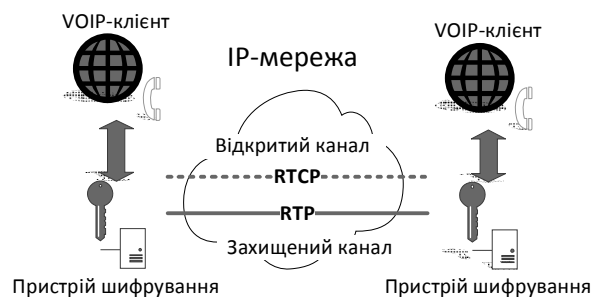 VOIP-клієнт
VOIP-клієнт
IP-мережа
Відкритий канал
RTCP
RTP
Захищений канал
Пристрій шифрування
Пристрій шифрування